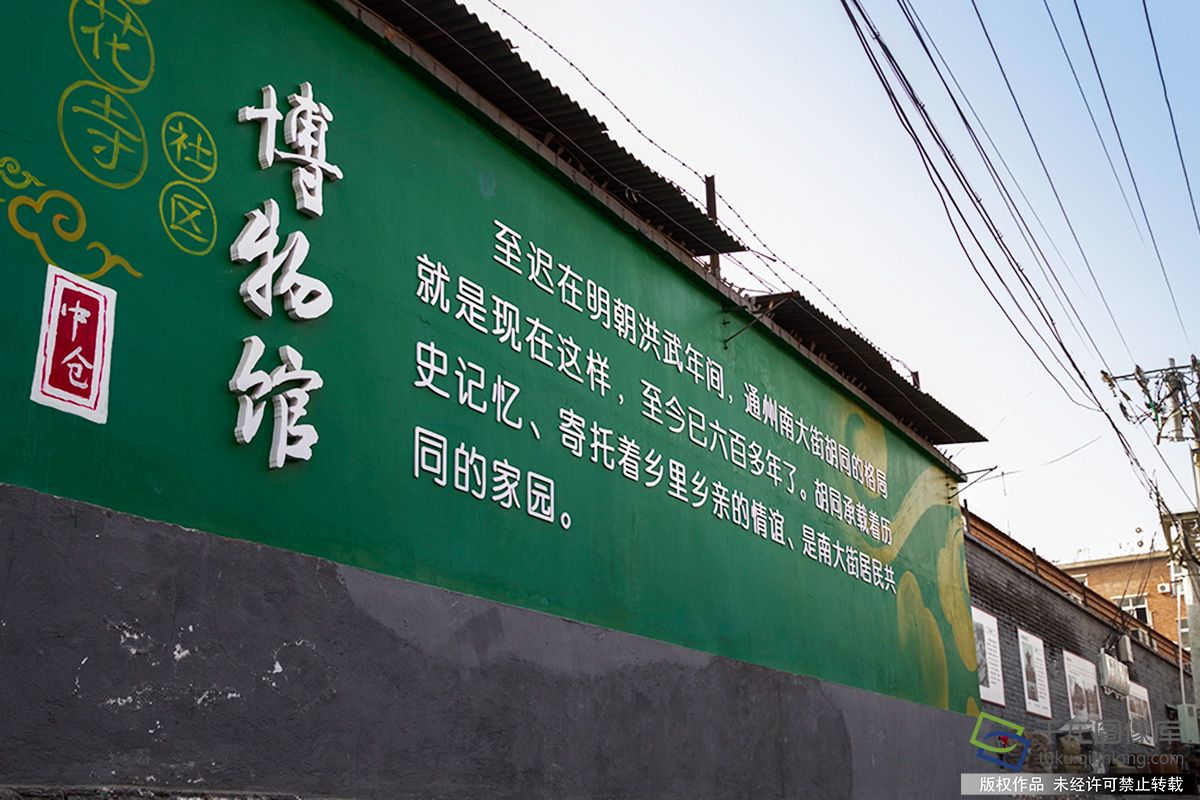 花寺
社区
中仓
博物馆
至迟在明朝洪武年间，通州南大街胡同的格局
就是现在这样，至今已六百多年了。胡同承载着历
史记忆、寄托着乡里乡亲的情谊、是南大街居民共
同的家园。
tuku.qianlong.com
版权作品 未经许可禁止转载